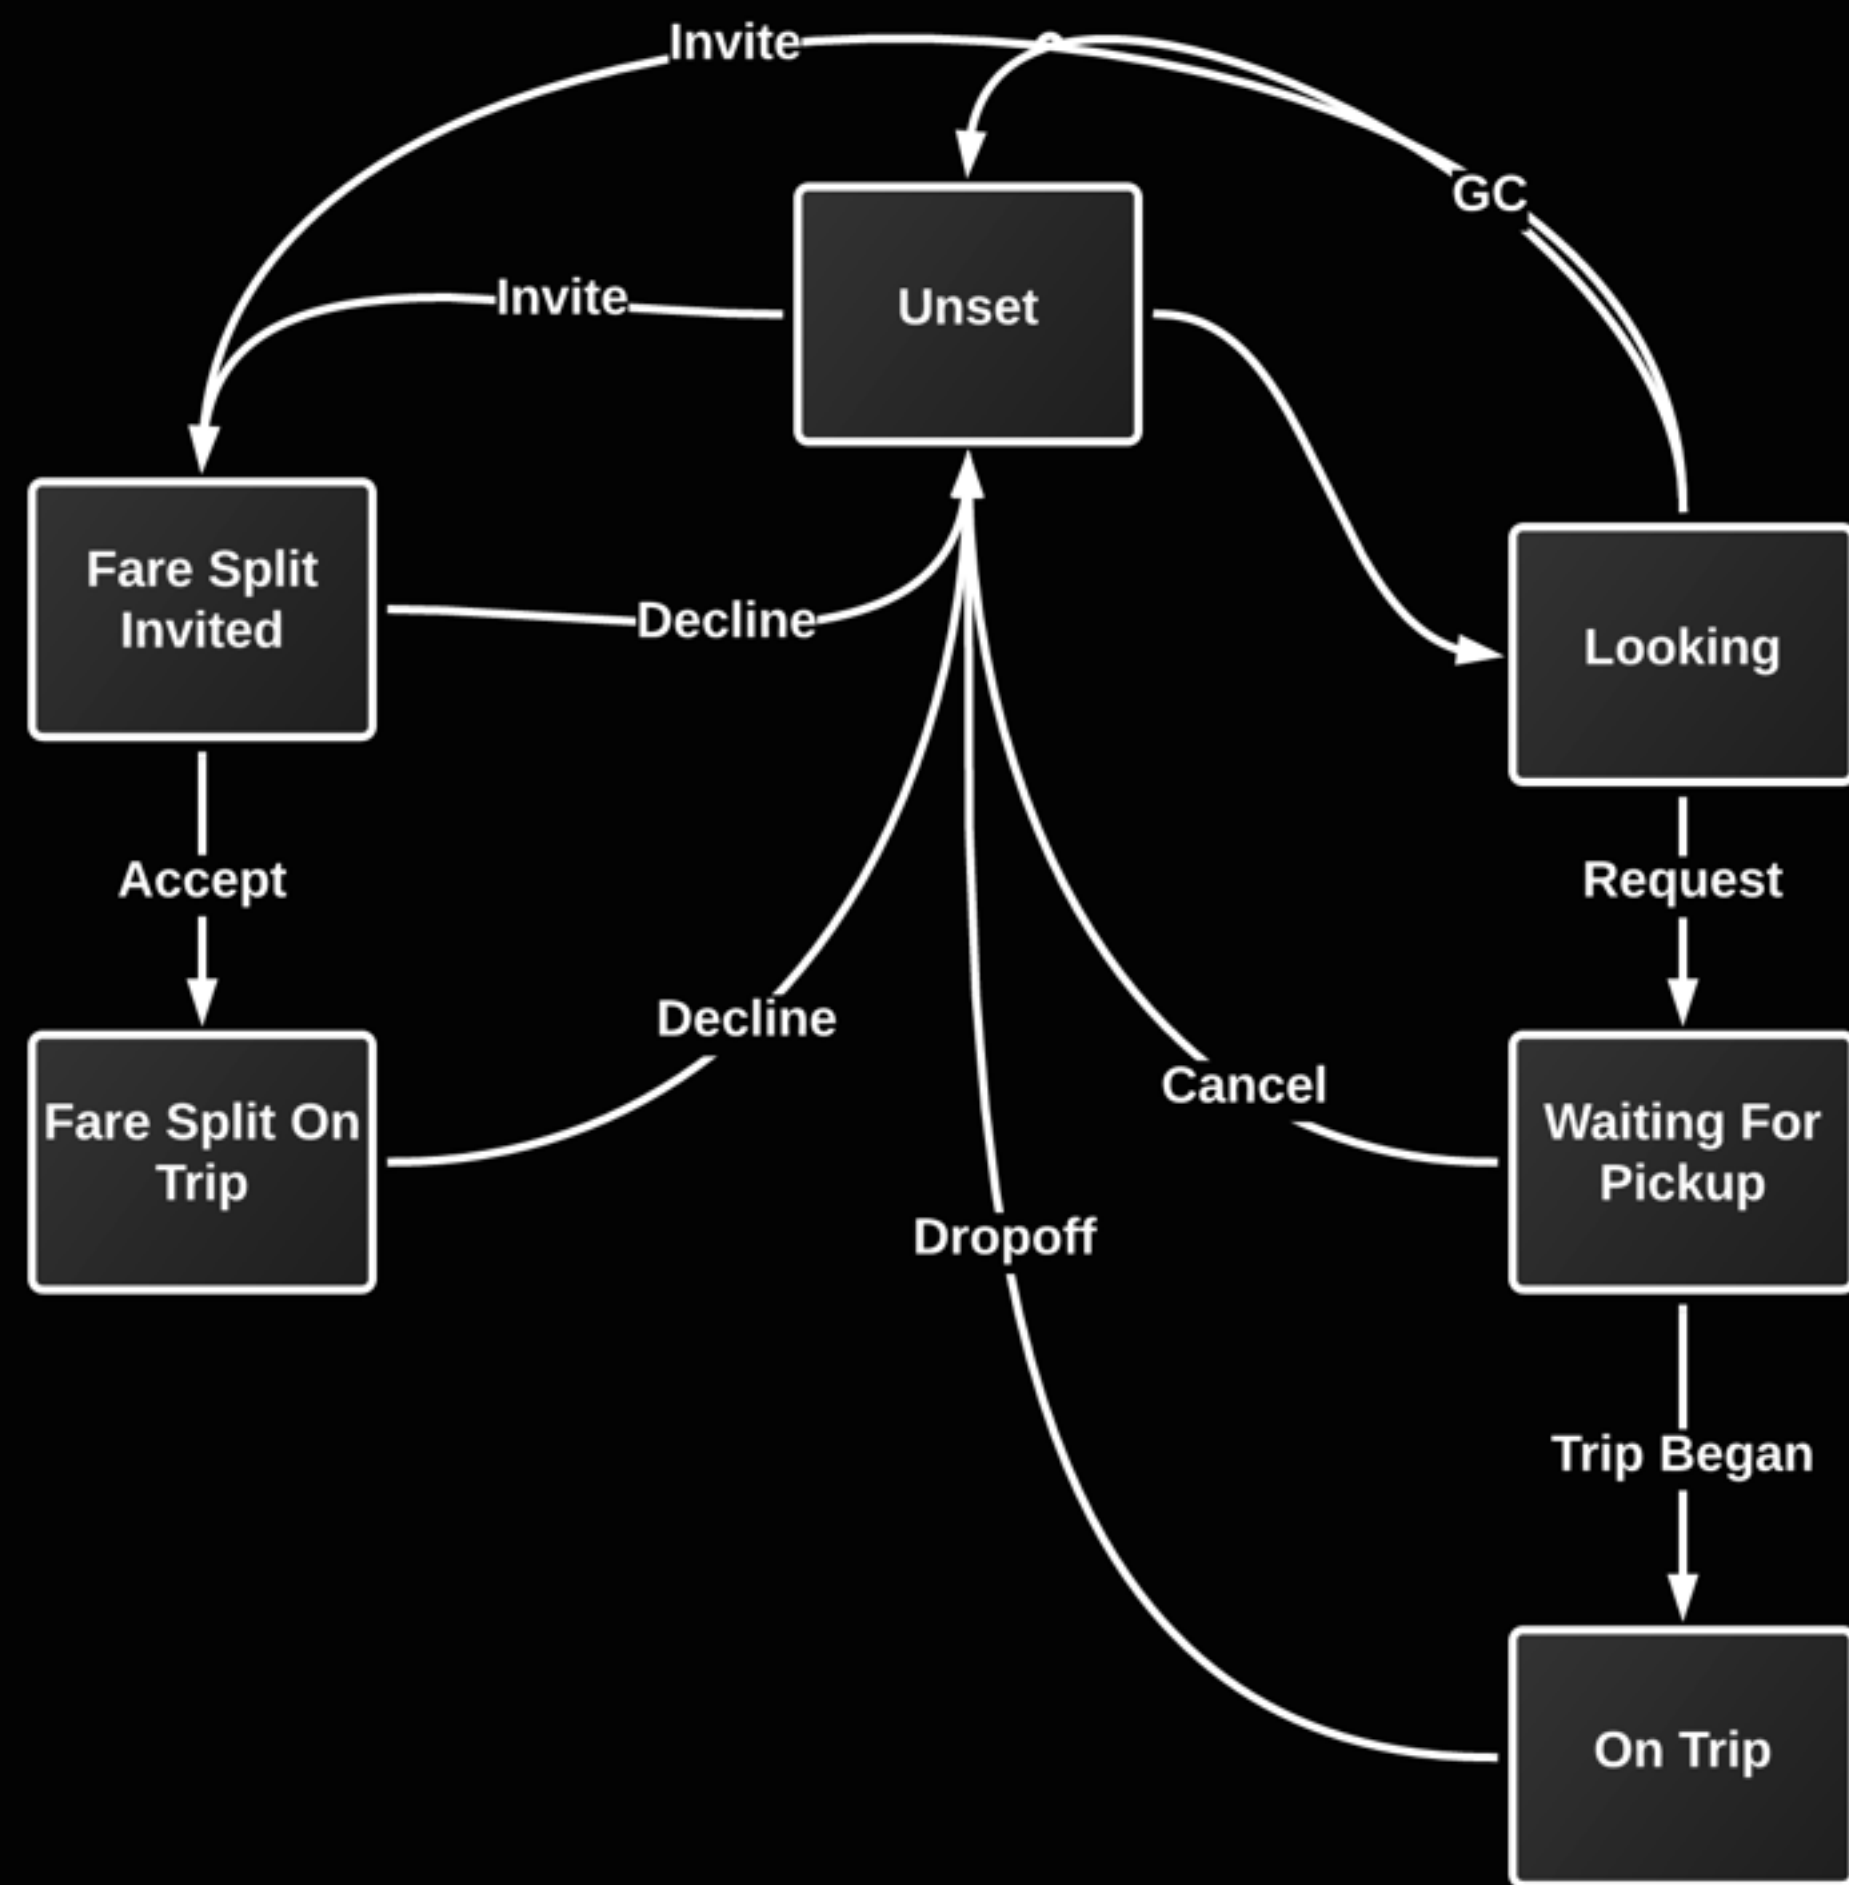 Invite
GC
Invite
Unset
Fare Split
Invited
Decline
Looking
Accept
Request
Decline
Cancel
Fare Split On
Trip
Waiting For
Pickup
Dropoff
Trip Began
On Trip